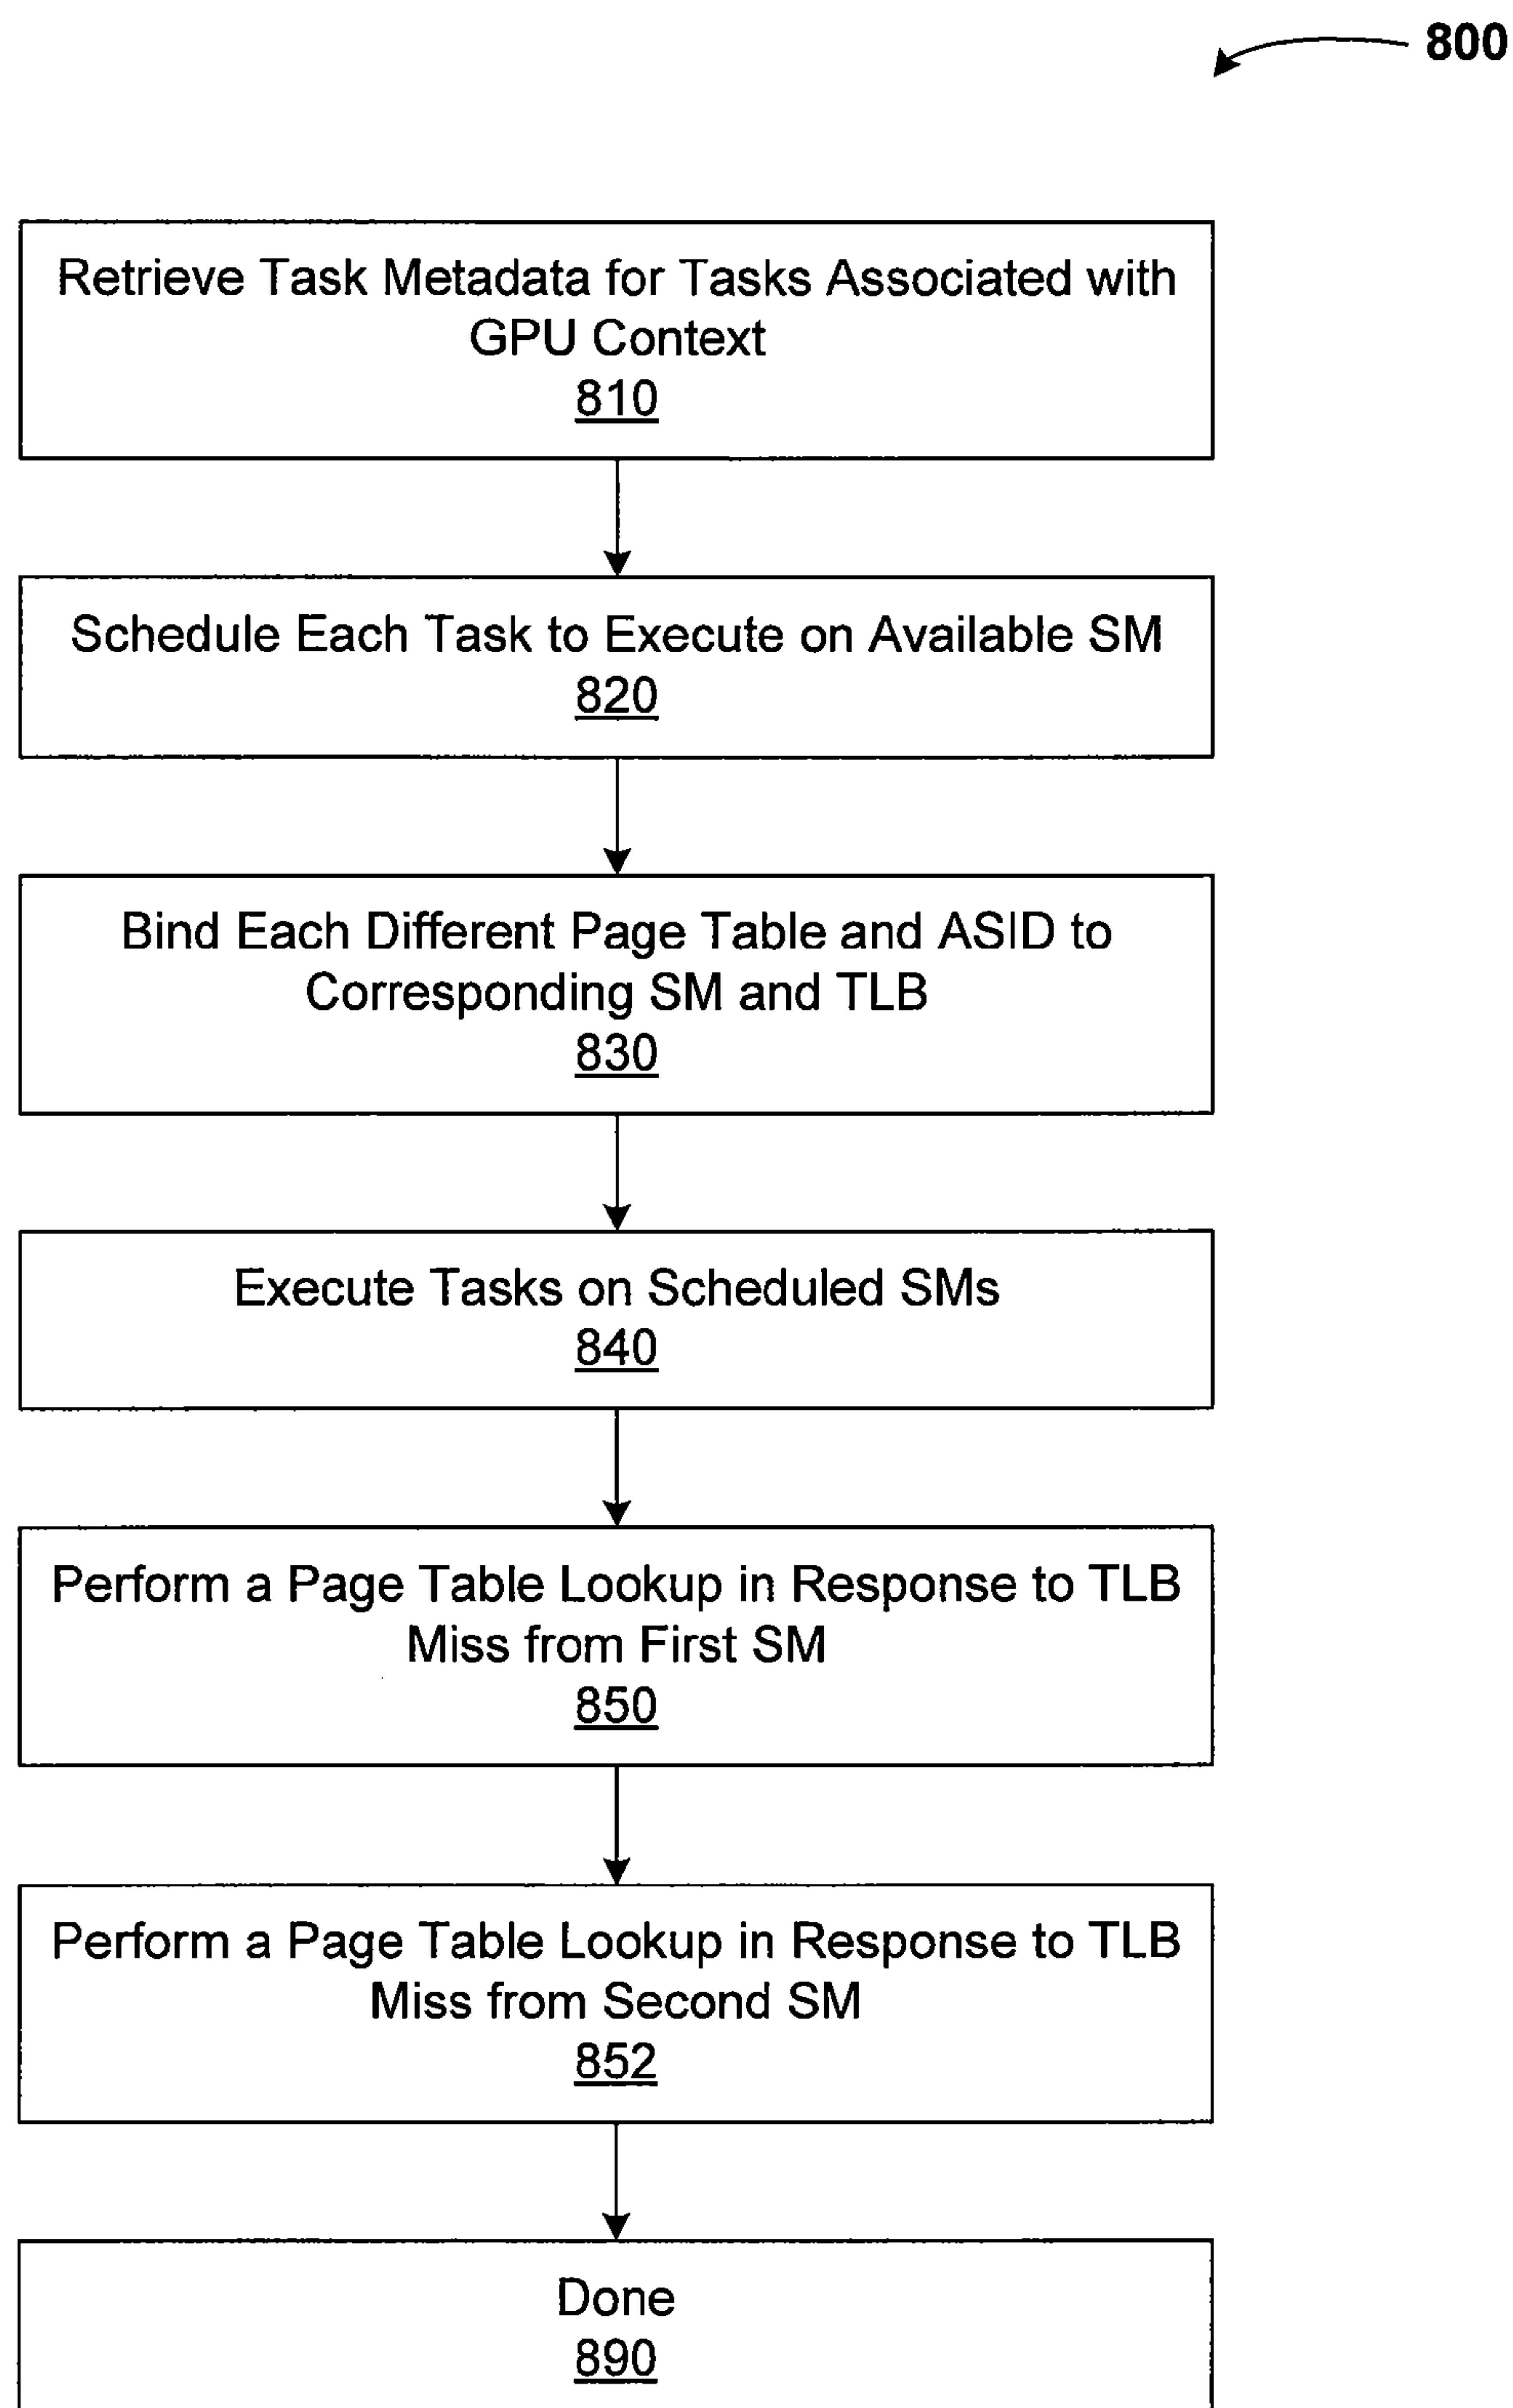 800
Retrieve Task Metadata for Tasks Associated with
GPU Context
810
Schedule Each Task to Execute on Available SM
820
Bind Each Different Page Table and ASID to
Corresponding SM and TLB
830
Execute Tasks on Scheduled SMs
840
Perform a Page Table Lookup in Response to TLB
Miss from First SM
850
Perform a Page Table Lookup in Response to TLB
Miss from Second SM
852
Done
890